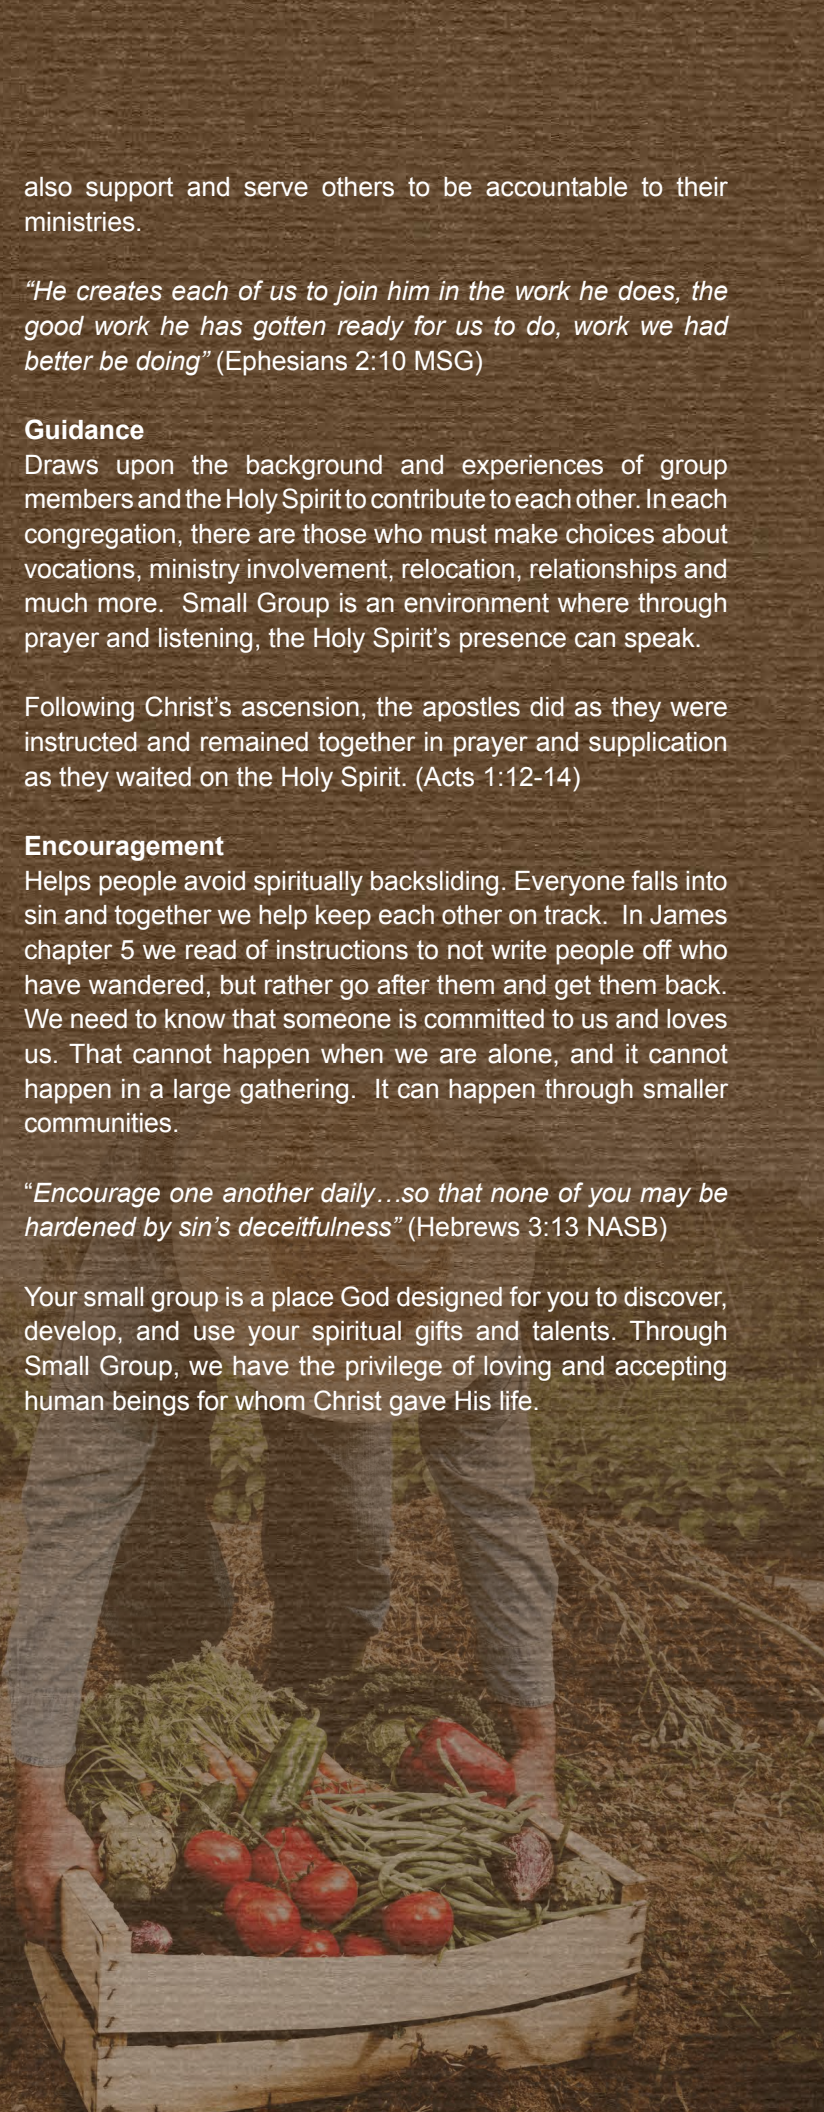 also support and serve others to be accountable to their
ministries.
“He creates each of us to join him in the work he does, the
good work he has gotten ready for us to do, work we had
better be doing” (Ephesians 2:10 MSG)
Guidance
Draws upon the background and experiences of group
members and the Holy Spirit to contribute to each other. In each
congregation, there are those who must make choices about
vocations, ministry involvement, relocation, relationships and
much more.  Small Group is an environment where through
prayer and listening, the Holy Spirit’s presence can speak.
Following Christ’s ascension, the apostles did as they were
instructed and remained together in prayer and supplication
as they waited on the Holy Spirit. (Acts 1:12-14)
Encouragement
Helps people avoid spiritually backsliding. Everyone falls into
sin and together we help keep each other on track.  In James
chapter 5 we read of instructions to not write people off who
have wandered, but rather go after them and get them back.
We need to know that someone is committed to us and loves
us. That cannot happen when we are alone, and it cannot
happen in a large gathering.  It can happen through smaller
communities.
“Encourage one another daily…so that none of you may be
hardened by sin’s deceitfulness” (Hebrews 3:13 NASB)
Your small group is a place God designed for you to discover,
develop, and use your spiritual gifts and talents. Through
Small Group, we have the privilege of loving and accepting
human beings for whom Christ gave His life.